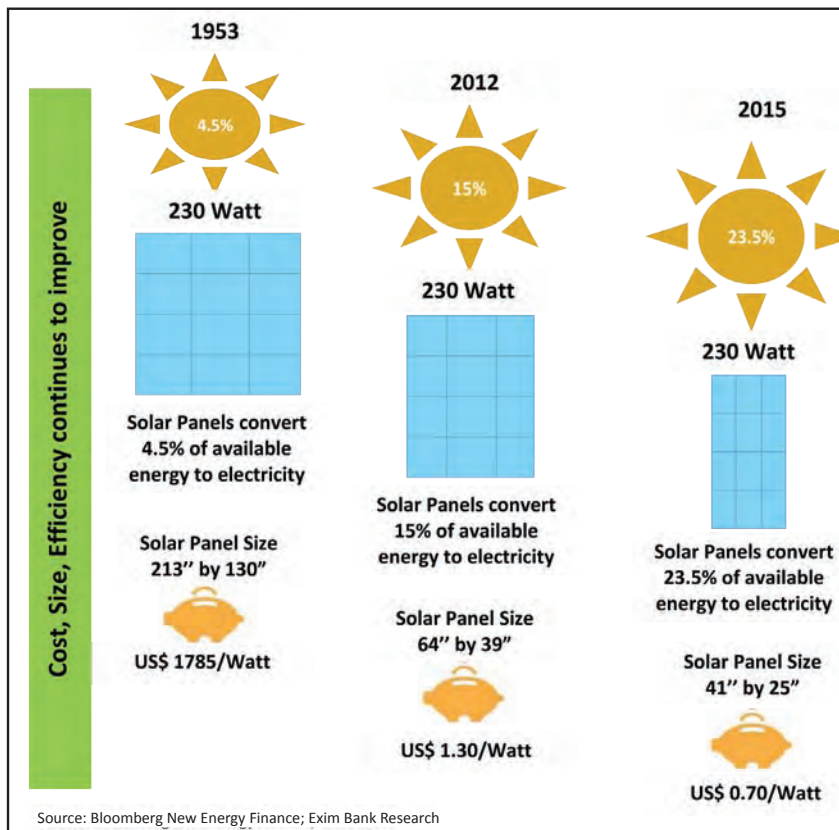 Cost, Size, Efficiency continues to improve
1953
4.5%
230 Watt
Solar Panels convert
4.5% of available
energy to electricity
Solar Panel Size
213’’ by 130”
US$ 1785/Watt
2012
15%
230 Watt
Solar Panels convert
15% of available
energy to electricity
Solar Panel Size
64’’ by 39”
US$ 1.30/Watt
2015
23.5%
230 Watt
Solar Panels convert
23.5% of available
energy to electricity
Solar Panel Size
41’’ by 25”
US$ 0.70/Watt
Source: Bloomberg New Energy Finance; Exim Bank Research